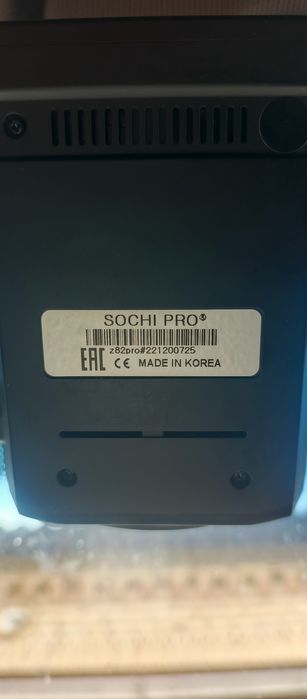 SOCHI PRO®
z82pro#221200725
EAC CE MADE IN KOREA